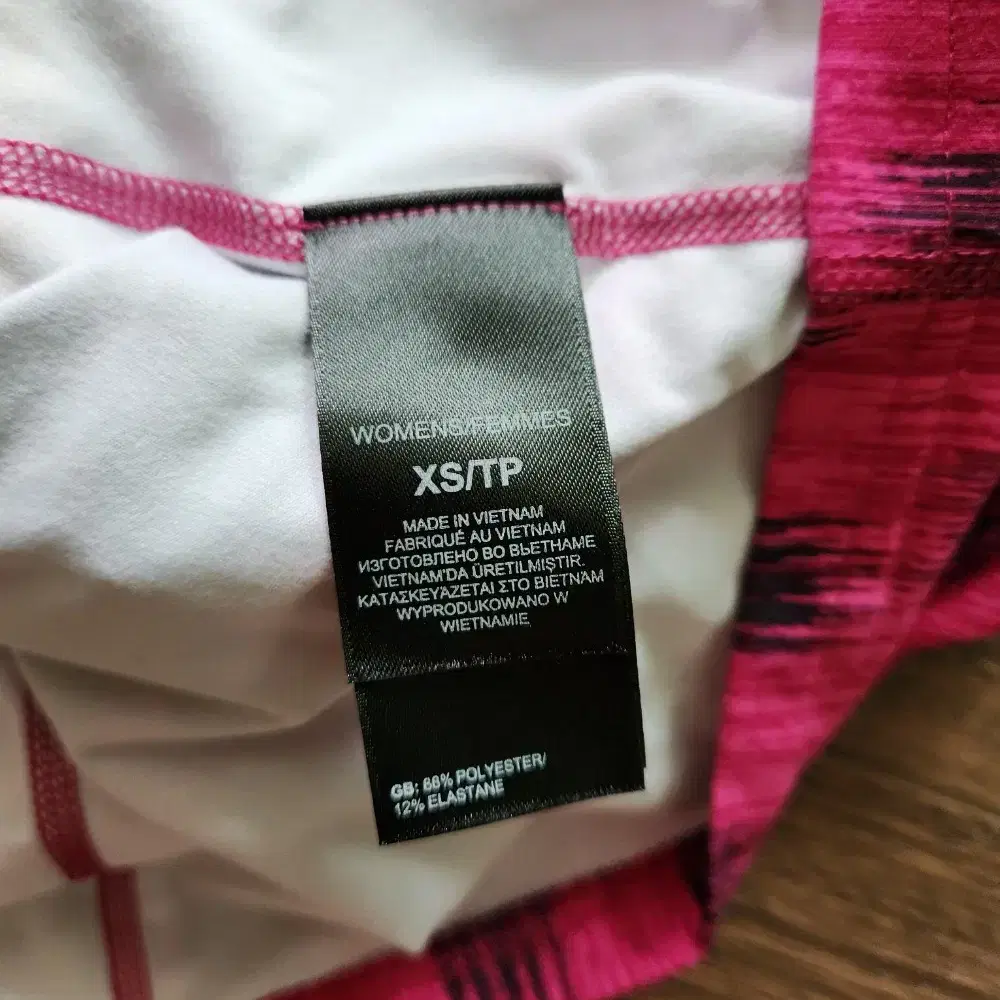 WOMENS/FEMMES
XS/TP
MADE IN VIETNAM
FABRIQUÉ AU VIETNAM
ИЗГОТОВЛЕНО ВО ВЬЕТНАМЕ
VIETNAM'DA ÜRETILMIŞTIR.
ΚΑΤΑΣΚΕΥΑΖΕΤΑΙ ΣΤΟ ΒΙΕΤΝΑΜ
WYPRODUKOWANO W
WIETNAMIE
GB: 88% POLYESTER/
12% ELASTANE